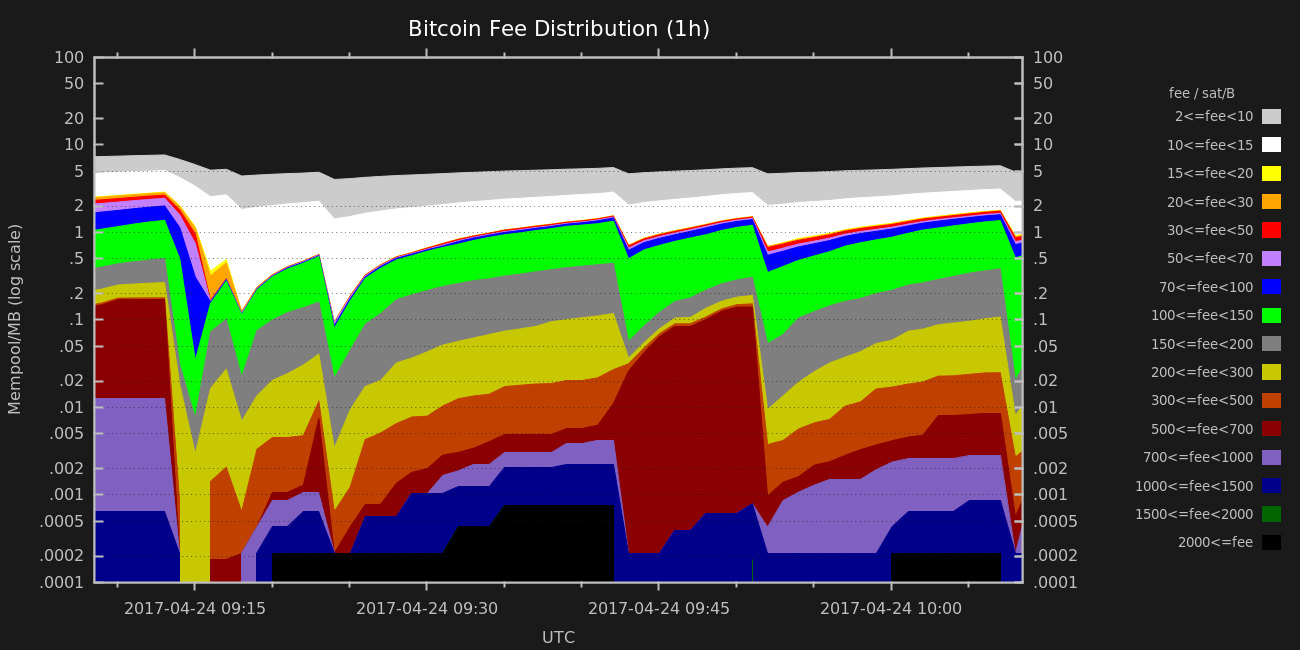 Bitcoin Fee Distribution (1h)
100 100
50 50
20 20
10 10
5 5
2 2
1 1
.5 .5
.2 .2
.1 .1
.05 .05
.02 .02
.01 .01
.005 .005
.002 .002
.001 .001
.0005 .0005
.0002 .0002
.0001 .0001
Mempool/MB (log scale)
2017-04-24 09:15 2017-04-24 09:30 2017-04-24 09:45 2017-04-24 10:00
UTC
fee / sat/B
2<=fee<10
10<=fee<15
15<=fee<20
20<=fee<30
30<=fee<50
50<=fee<70
70<=fee<100
100<=fee<150
150<=fee<200
200<=fee<300
300<=fee<500
500<=fee<700
700<=fee<1000
1000<=fee<1500
1500<=fee<2000
2000<=fee